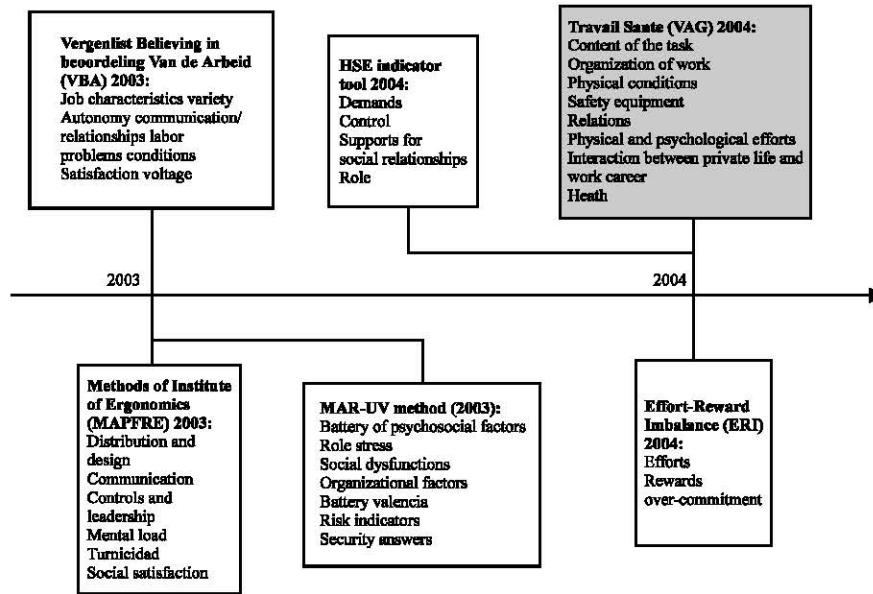 Vergenlist Believing in
beoordeling Van de Arbeid
(VBA) 2003:
Job characteristics variety
Autonomy communication/
relationships labor
problems conditions
Satisfaction voltage
HSE indicator
tool 2004:
Demands
Control
Supports for
social relationships
Role
Travail Sante (VAG) 2004:
Content of the task
Organization of work
Physical conditions
Safety equipment
Relations
Physical and psychological efforts
Interaction between private life and
work career
Heath
2003
2004
Methods of Institute
of Ergonomics
(MAPFRE) 2003:
Distribution and
design
Communication
Controls and
leadership
Mental load
Turnicidad
Social satisfaction
MAR-UV method (2003):
Battery of psychosocial factors
Role stress
Social dysfunctions
Organizational factors
Battery valencia
Risk indicators
Security answers
Effort-Reward
Imbalance (ERI)
2004:
Efforts
Rewards
over-commitment